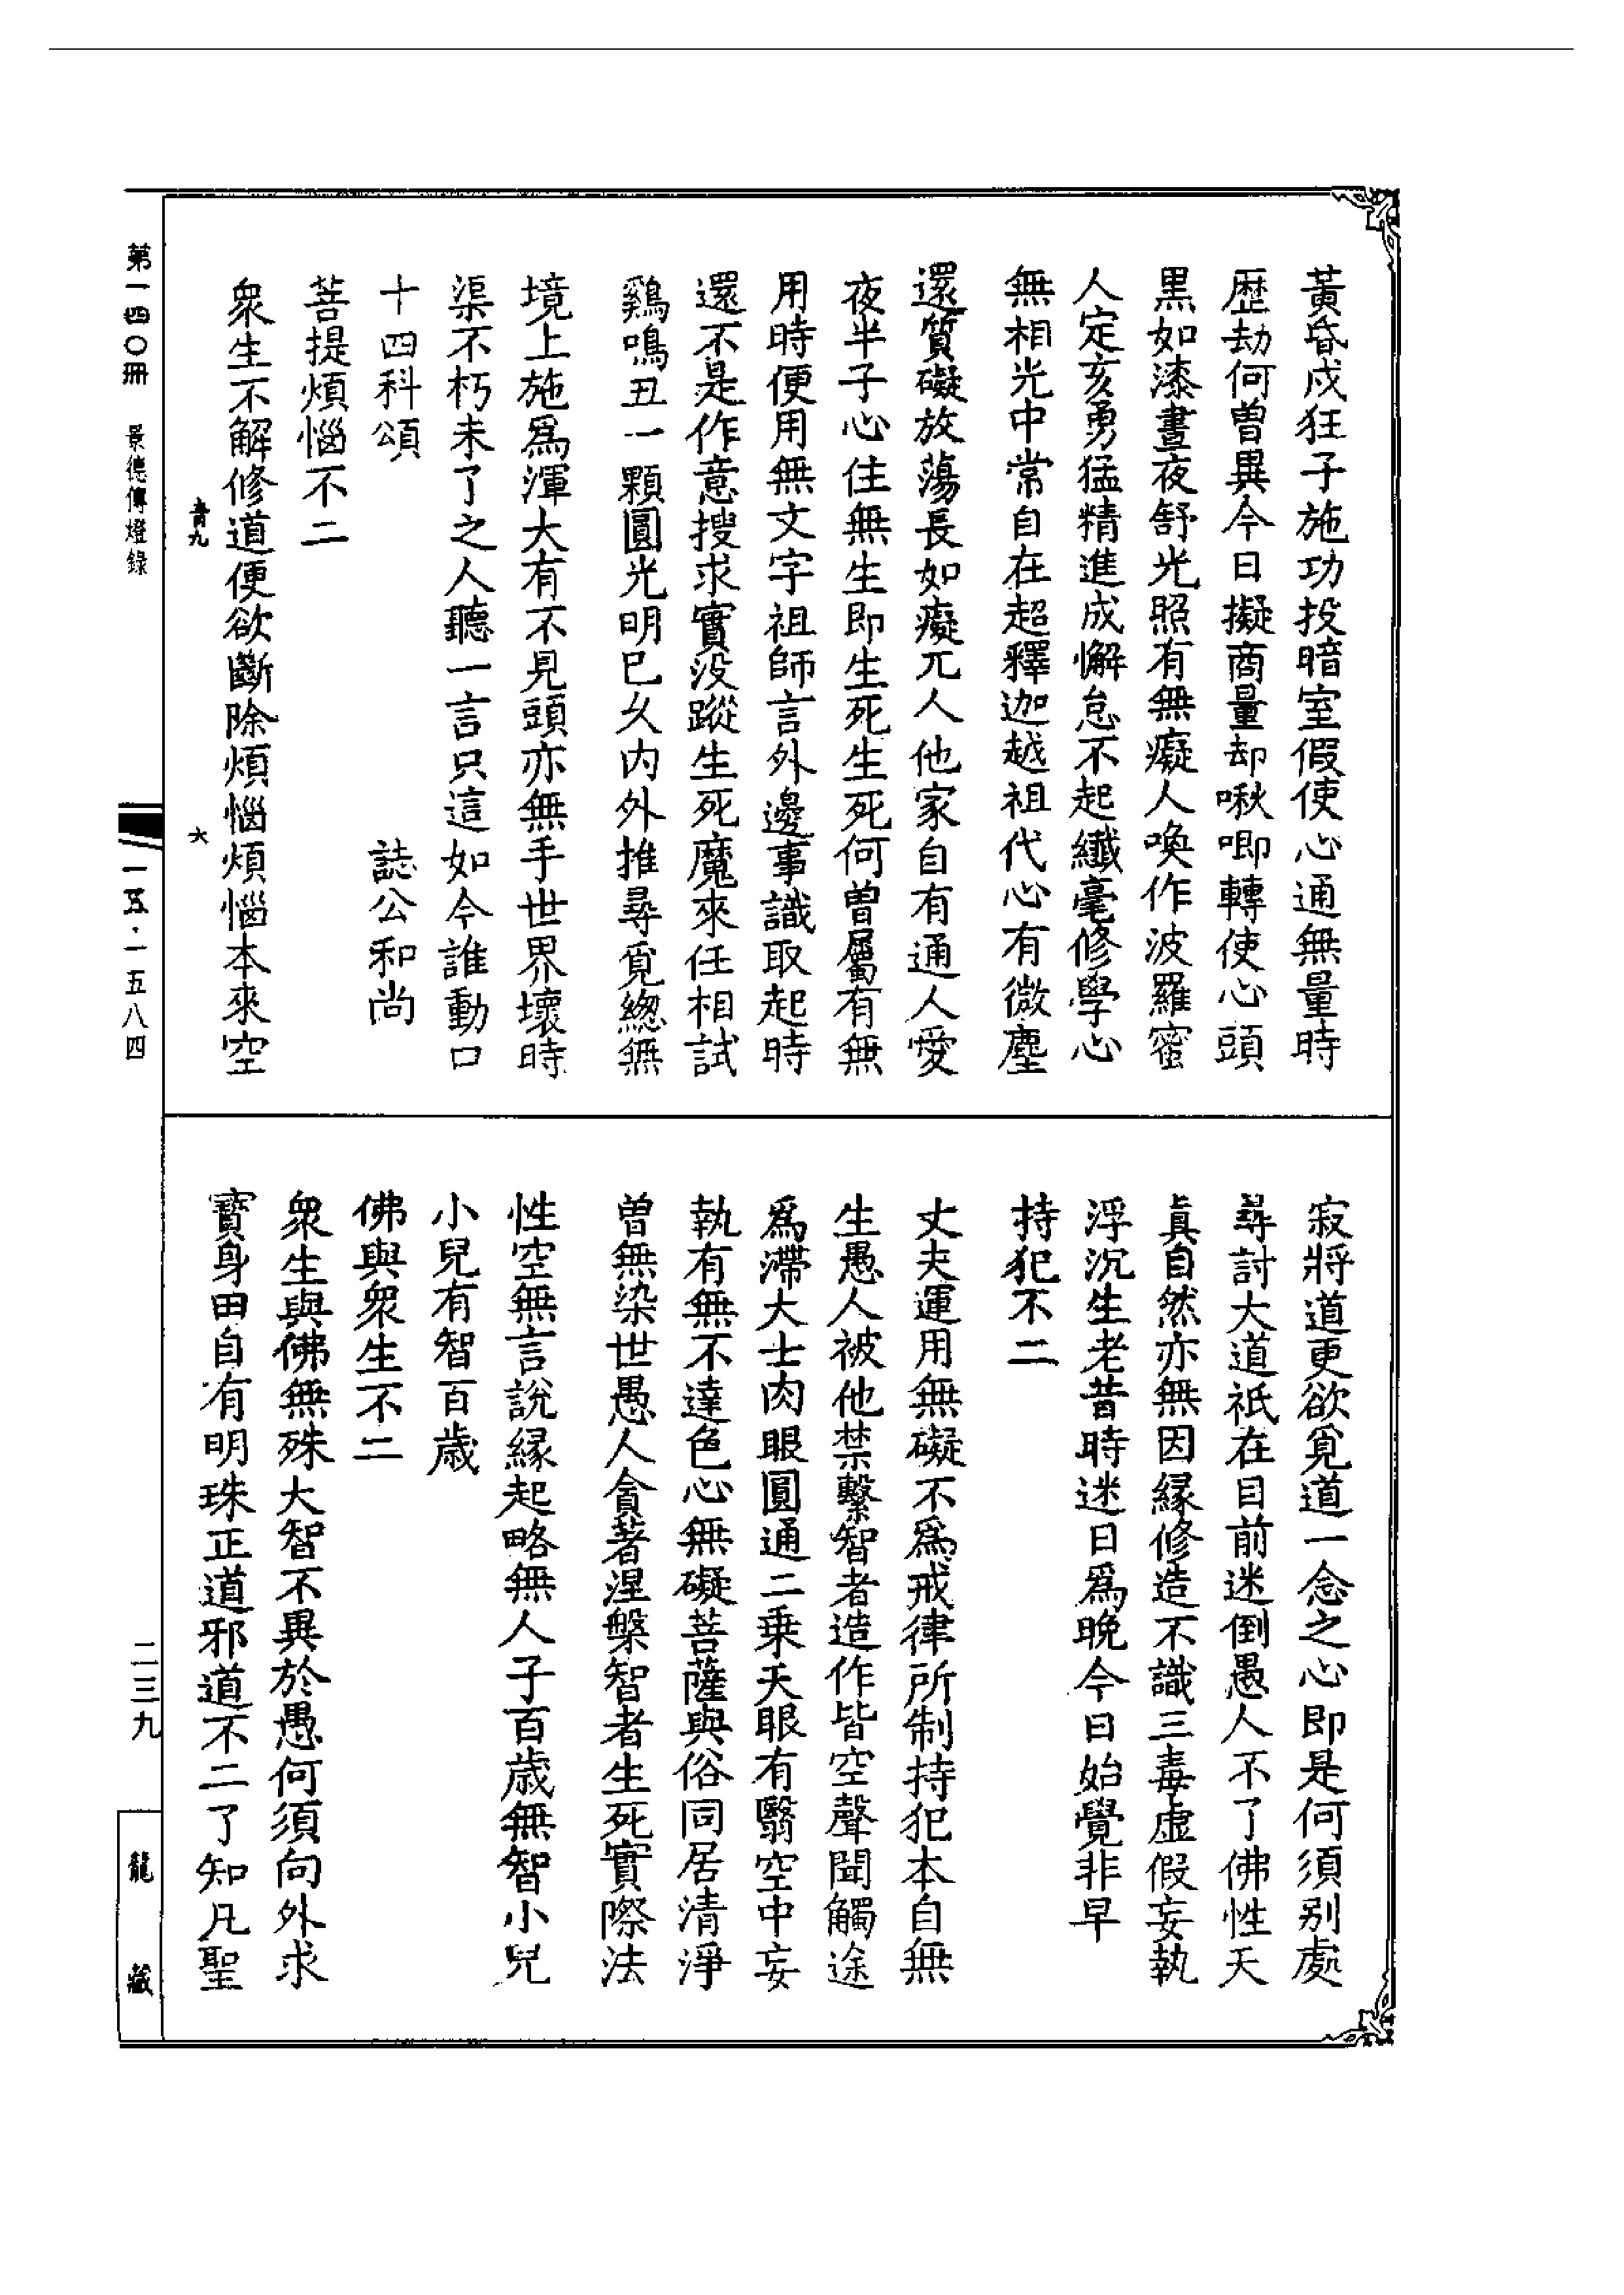 黃昏戌狂子施功投暗室假使心通無量時
歷劫何曾異今日擬商量却啾唧轉使心頭
黑如漆晝夜舒光照有無癡人喚作波羅蜜
人定亥勇猛精進成懈怠不起纖毫修學心
無相光中常自在超釋迦越祖代心有微塵
還質礙放蕩長如癡兀人他家自有通人愛
夜半子心住無生即生死生死何曾屬有無
用時便用無文字祖師言外邊事識取起時
還不是作意搜求實没蹤生死魔來任相試
鷄鳴丑一顆圓光明已乆内外推尋覓緫無
境上施爲渾大有不見頭亦無手世界壞時
渠不朽未了之人聽一言只這如今誰動口
十四科頌　誌公和尚
菩提煩惱不二
衆生不解修道便欲斷除煩惱煩惱本來空
寂將道更欲覓道一念之心即是何須别處
尋討大道祇在目前迷倒愚人不了佛性天
真自然亦無因縁修造不識三毒虛假妄執
浮沉生老昔時迷日爲晚今日始覺非早
持犯不二
丈夫運用無礙不爲戒律所制持犯本自無
生愚人被他禁繫智者造作皆空聲聞觸途
爲滯大士肉眼圓通二乗天眼有翳空中妄
執有無不達色心無礙菩薩與俗同居清淨
曾無染世愚人貪著涅槃智者生死實際法
性空無言說縁起略無人子百歳無智小兒
小兒有智百歳
佛與衆生不二
衆生與佛無殊大智不異於愚何須向外求
寶身田自有明珠正道邪道不二了知凡聖
青九
六
第一四〇冊　景德傳燈錄
一五·一五八四
二三九
龍藏